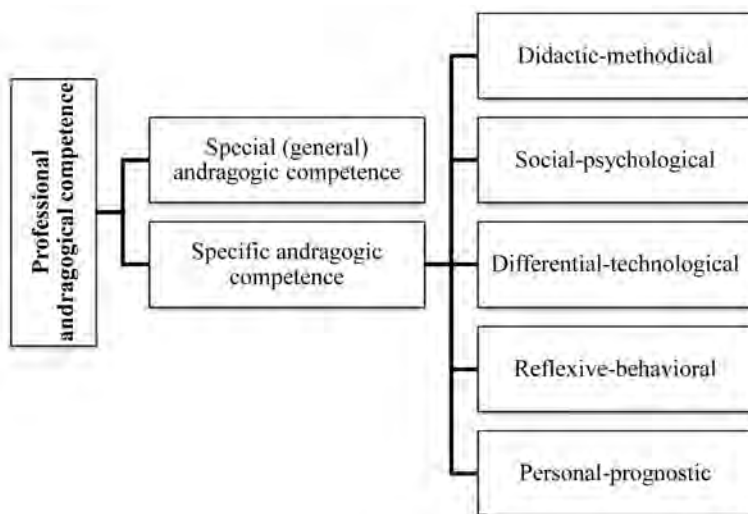 Professional
andragogical competence
Special (general)
andragogic competence
Specific andragogic
competence
Didactic-methodical
Social-psychological
Differential-technological
Reflexive-behavioral
Personal-prognostic